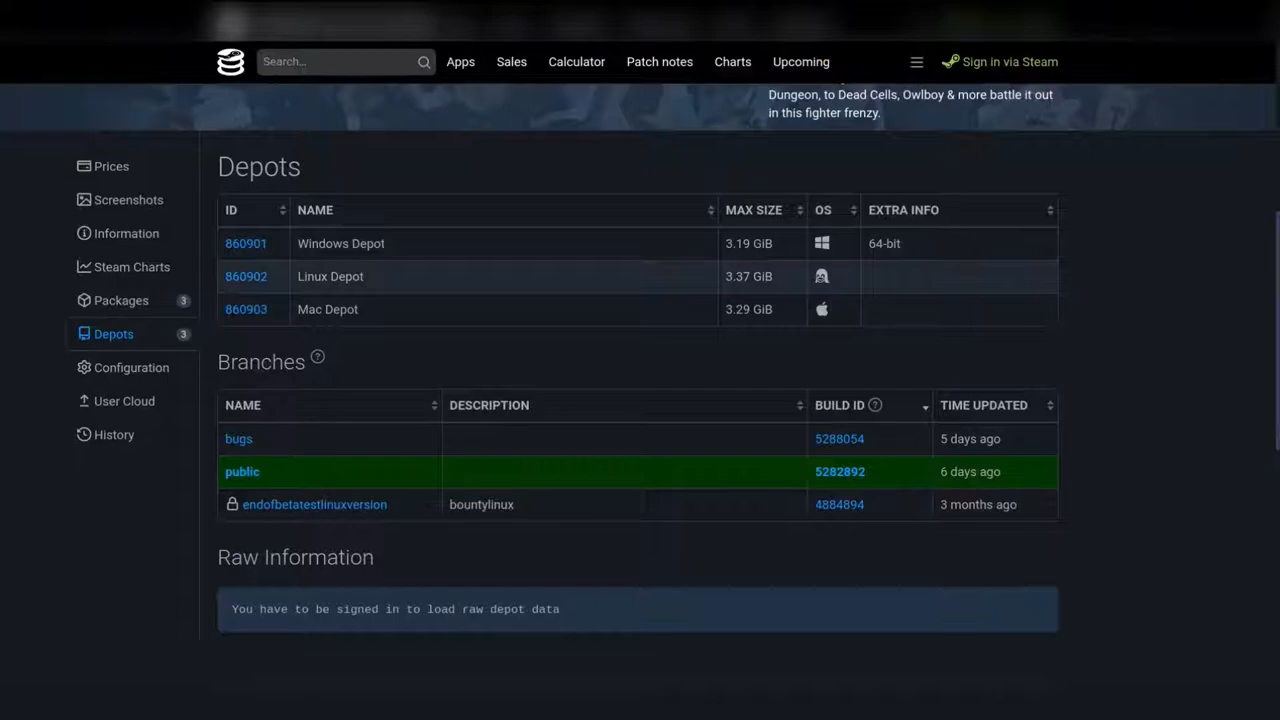 Search...
Apps
Sales
Calculator
Patch notes
Charts
Upcoming
Sign in via Steam
Dungeon, to Dead Cells, Owlboy & more battle it out
in this fighter frenzy.
Prices
Screenshots
Information
Steam Charts
Packages 3
Depots 3
Configuration
User Cloud
History
Depots
ID NAME MAX SIZE OS EXTRA INFO
860901 Windows Depot 3.19 GiB 64-bit
860902 Linux Depot 3.37 GiB
860903 Mac Depot 3.29 GiB
Branches ?
NAME DESCRIPTION BUILD ID ? TIME UPDATED
bugs 5288054 5 days ago
public 5282892 6 days ago
endofbetatestlinuxversion bountylinux 4884894 3 months ago
Raw Information
You have to be signed in to load raw depot data